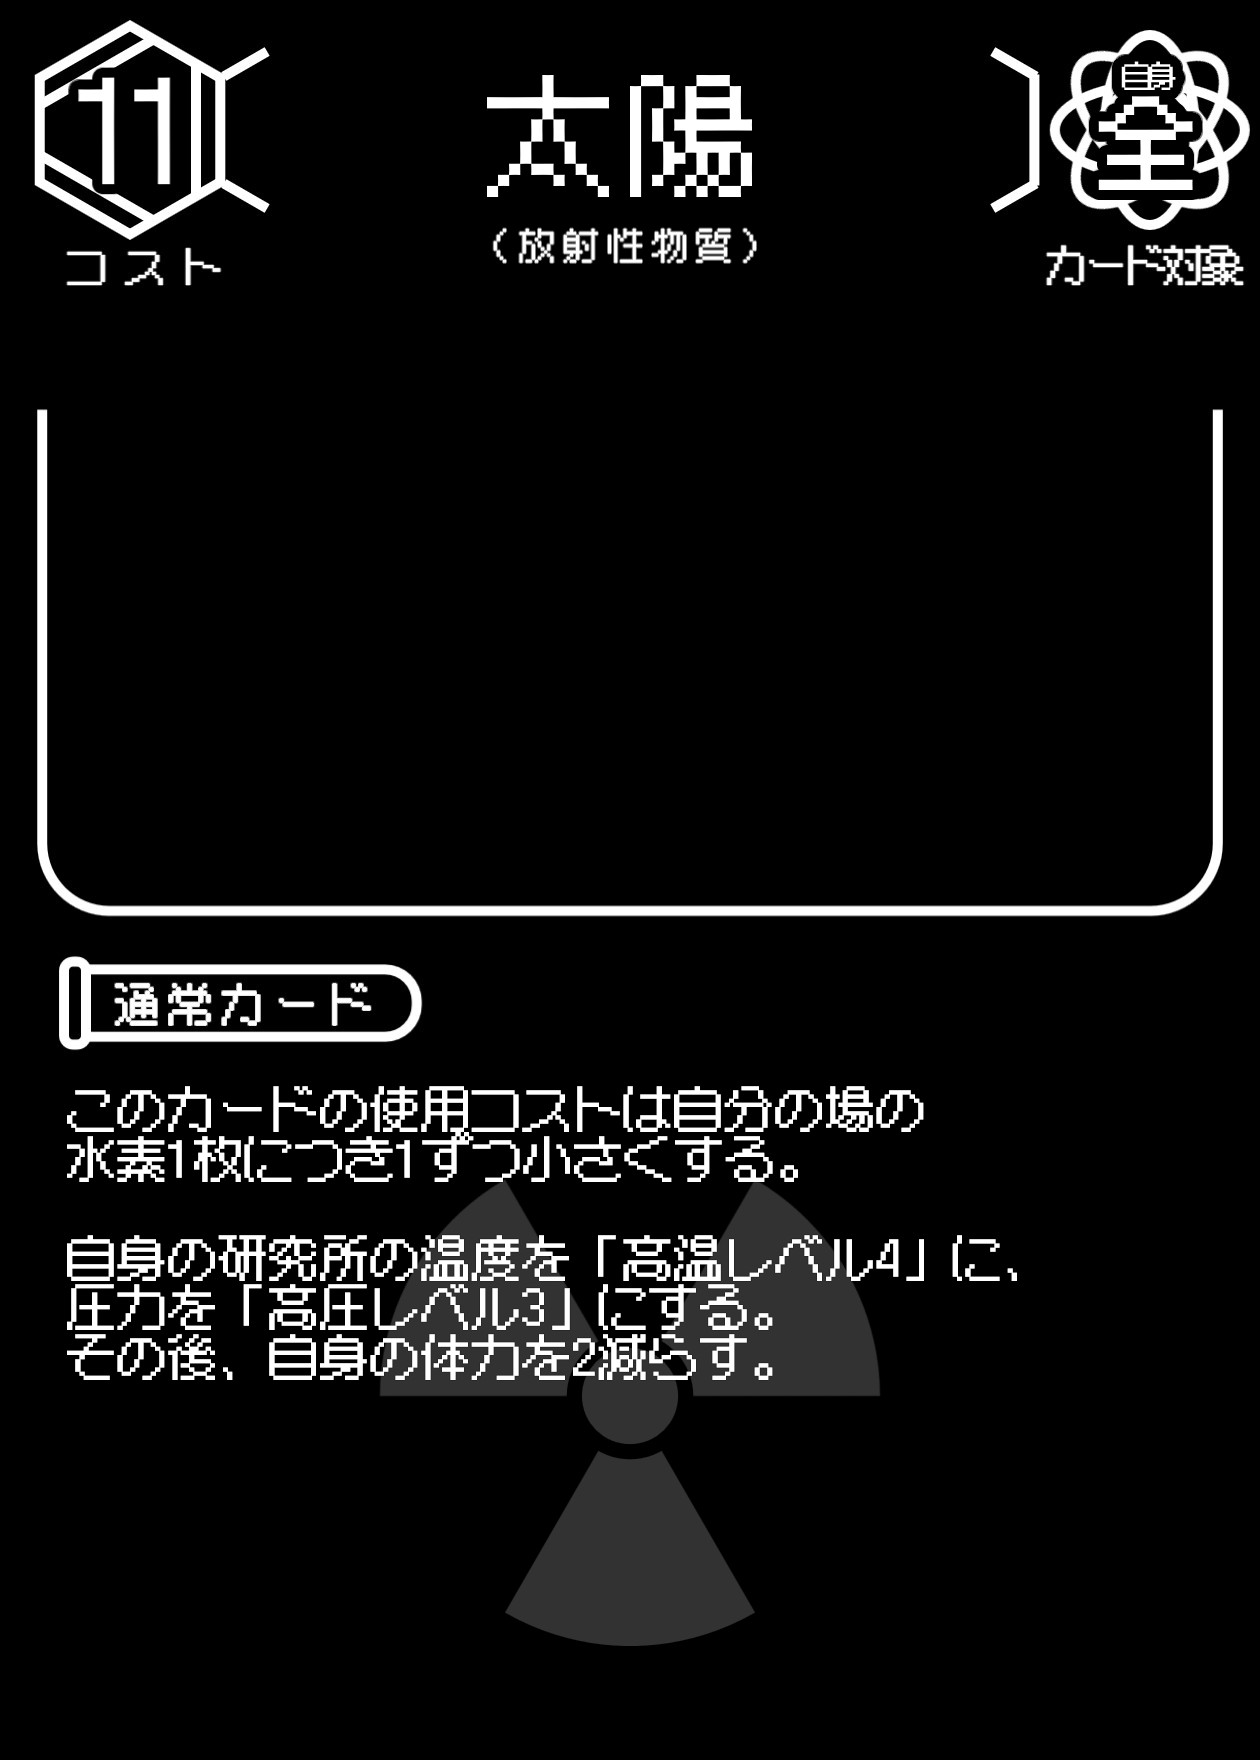 11
太陽
自身
全
(放射性物質)
コスト
カード対象
通常カード
このカードの使用コストは自分の場の
水素1枚につき1ずつ小さくする。
自身の研究所の温度を「高温レベル4」に、
圧力を「高圧レベル3」にする。
その後、自身の体力を2減らす。